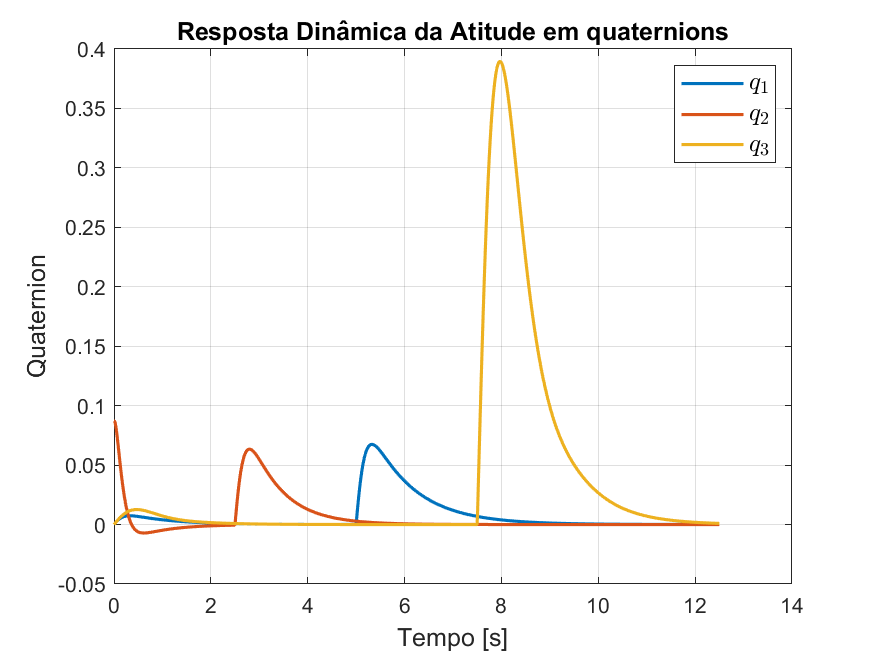 Resposta Dinâmica da Atitude em quaternions
0.4
0.35
0.3
0.25
0.2
0.15
0.1
0.05
0
-0.05
Quaternion
q1
q2
q3
0 2 4 6 8 10 12 14
Tempo [s]